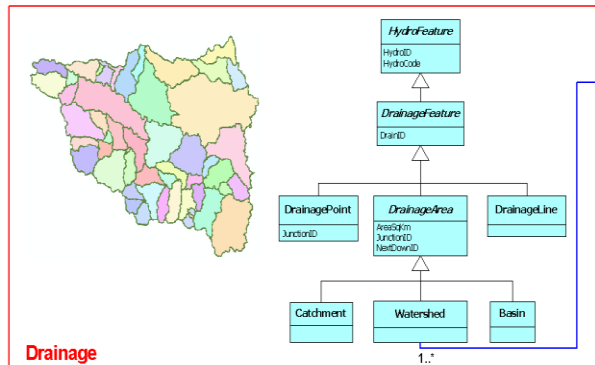 HydroFeature
HydroID
HydroCode
DrainageFeature
DrainID
DrainagePoint
JunctionID
DrainageArea
AreaSqKm
JunctionID
NextDownID
DrainageLine
Catchment
Watershed
Basin
1..*
Drainage